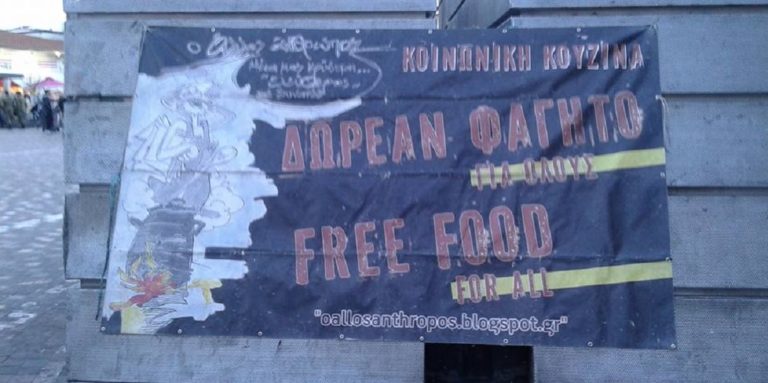 Ο Άλλος Άνθρωπος
ΚΟΙΝΩΝΙΚΗ ΚΟΥΖΙΝΑ
ΔΩΡΕΑΝ ΦΑΓΗΤΟ
ΓΙΑ ΟΛΟΥΣ
FREE FOOD
FOR ALL
"oallosanthropos.blogspot.gr"